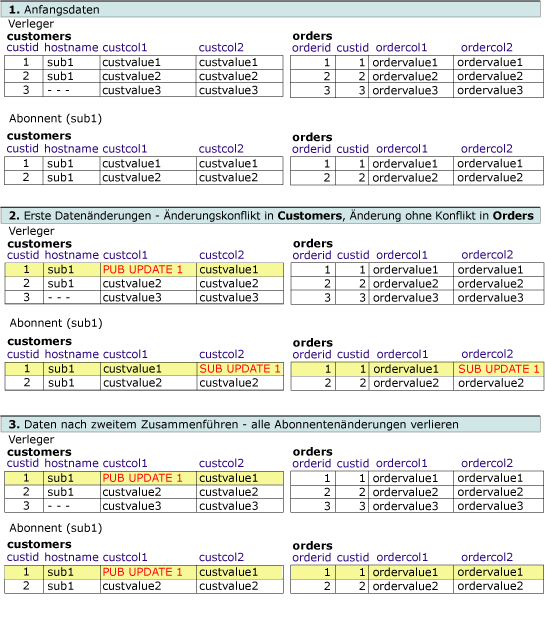 1. Anfangsdaten
Verleger
customers orders
custid hostname custcol1 custcol2 orderid custid ordercol1 ordercol2
1 sub1 custvalue1 custvalue1 1 1 ordervalue1 ordervalue1
2 sub1 custvalue2 custvalue2 2 2 ordervalue2 ordervalue2
3 - - - custvalue3 custvalue3 3 3 ordervalue3 ordervalue3
Abonnent (sub1)
customers orders
custid hostname custcol1 custcol2 orderid custid ordercol1 ordercol2
1 sub1 custvalue1 custvalue1 1 1 ordervalue1 ordervalue1
2 sub1 custvalue2 custvalue2 2 2 ordervalue2 ordervalue2
2. Erste Datenänderungen - Änderungskonflikt in Customers, Änderung ohne Konflikt in Orders
Verleger
customers orders
custid hostname custcol1 custcol2 orderid custid ordercol1 ordercol2
1 sub1 PUB UPDATE 1 custvalue1 1 1 ordervalue1 ordervalue1
2 sub1 custvalue2 custvalue2 2 2 ordervalue2 ordervalue2
3 - - - custvalue3 custvalue3 3 3 ordervalue3 ordervalue3
Abonnent (sub1)
customers orders
custid hostname custcol1 custcol2 orderid custid ordercol1 ordercol2
1 sub1 custvalue1 SUB UPDATE 1 1 1 ordervalue1 SUB UPDATE 1
2 sub1 custvalue2 custvalue2 2 2 ordervalue2 ordervalue2
3. Daten nach zweitem Zusammenführen - alle Abonnentenänderungen verlieren
Verleger
customers orders
custid hostname custcol1 custcol2 orderid custid ordercol1 ordercol2
1 sub1 PUB UPDATE 1 custvalue1 1 1 ordervalue1 ordervalue1
2 sub1 custvalue2 custvalue2 2 2 ordervalue2 ordervalue2
3 - - - custvalue3 custvalue3 3 3 ordervalue3 ordervalue3
Abonnent (sub1)
customers orders
custid hostname custcol1 custcol2 orderid custid ordercol1 ordercol2
1 sub1 PUB UPDATE 1 custvalue1 1 1 ordervalue1 ordervalue1
2 sub1 custvalue2 custvalue2 2 2 ordervalue2 ordervalue2